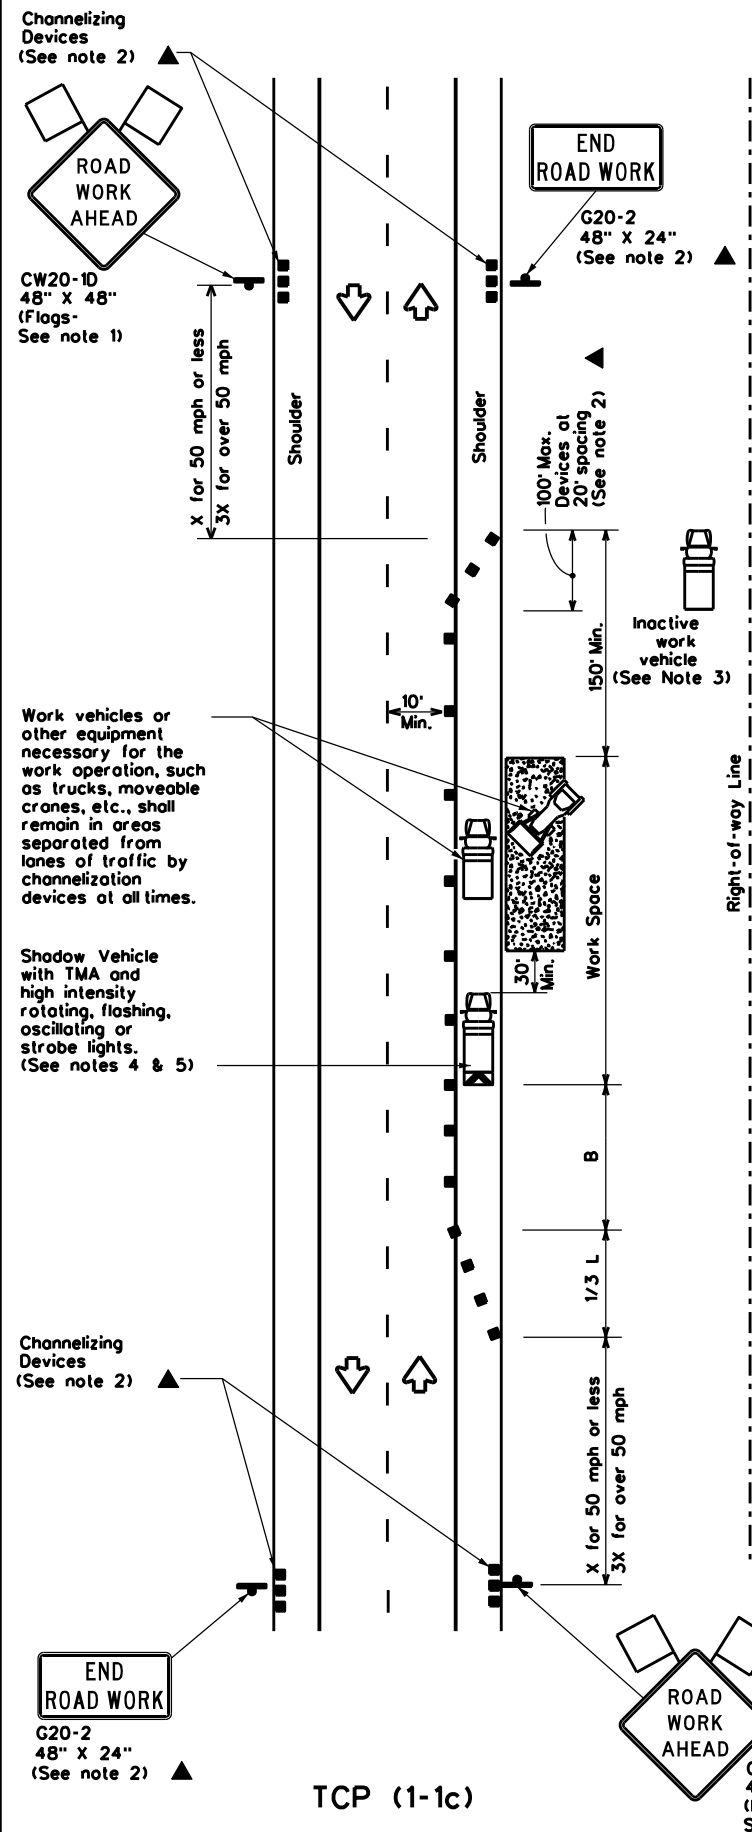 Channelizing
Devices
(See note 2)
ROAD
WORK
AHEAD
CW20-1D
48" X 48"
(Flags-
See note 1)
END
ROAD WORK
G20-2
48" X 24"
(See note 2)
X for 50 mph or less
3X for over 50 mph
Shoulder
Shoulder
100' Max.
Devices at
20' spacing
(See note 2)
150' Min.
Inactive
work
vehicle
(See Note 3)
10'
Min.
Work vehicles or
other equipment
necessary for the
work operation, such
as trucks, moveable
cranes, etc., shall
remain in areas
separated from
lanes of traffic by
channelization
devices at all times.
Right-of-way Line
Work Space
30'
Min.
Shadow Vehicle
with TMA and
high intensity
rotating, flashing,
oscillating or
strobe lights.
(See notes 4 & 5)
B
1/3 L
Channelizing
Devices
(See note 2)
X for 50 mph or less
3X for over 50 mph
END
ROAD WORK
G20-2
48" X 24"
(See note 2)
ROAD
WORK
AHEAD
TCP (1-1c)